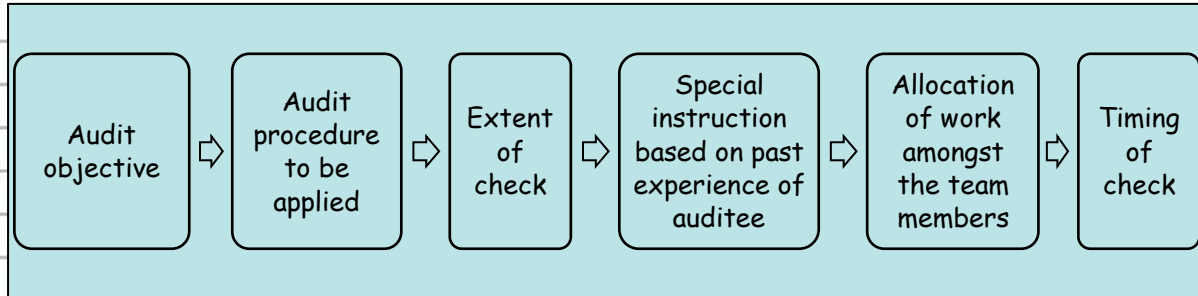 Audit
objective
Audit
procedure
to be
applied
Extent
of
check
Special
instruction
based on past
experience of
auditee
Allocation
of work
amongst
the team
members
Timing
of
check